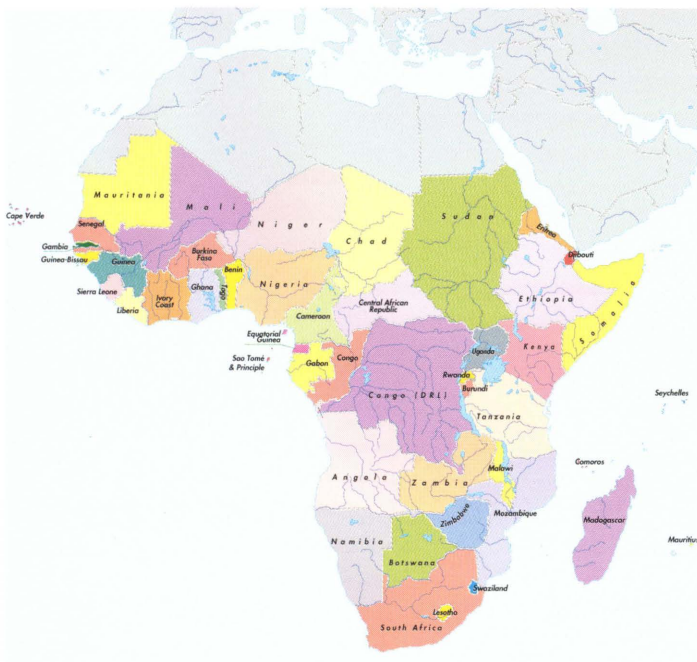 Mauritania
Mali
Cape Verde
Niger
Sudan
Senegal
Eritrea
Chad
Gambia
Burkina
Faso
Djibouti
Guinea-Bissau
Guinea
Benin
Nigeria
Ghana
Togo
Sierra Leone
Ivory
Coast
Ethiopia
Central African
Republic
Liberia
Cameroon
Somalia
Equatorial
Guinea
Kenya
Uganda
Sao Tomé
& Principle
Gabon
Congo
Rwanda
Burundi
Congo (DRL)
Seychelles
Tanzania
Comoros
Malawi
Angola
Zambia
Mozambique
Zimbabwe
Madagascar
Namibia
Mauritius
Botswana
Swaziland
Lesotho
South Africa